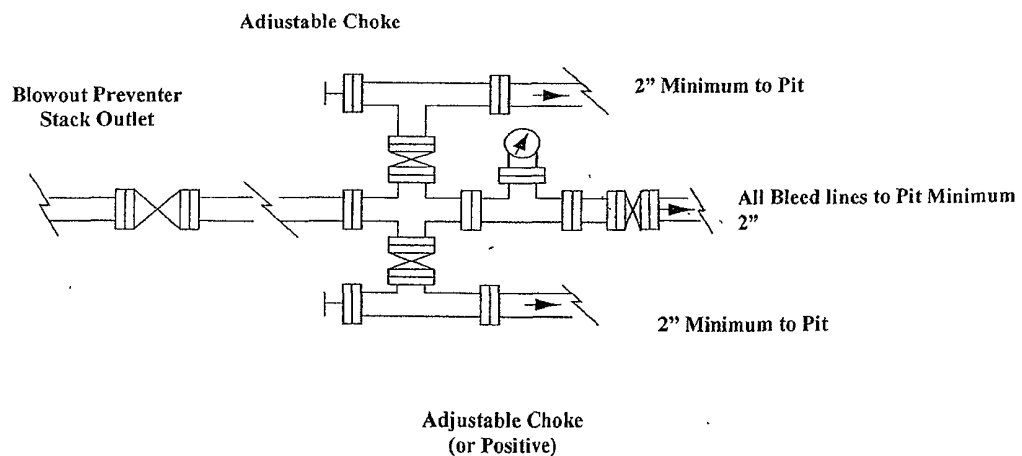 Adjustable Choke
Blowout Preventer
Stack Outlet
2” Minimum to Pit
All Bleed lines to Pit Minimum
2”
2” Minimum to Pit
Adjustable Choke
(or Positive)